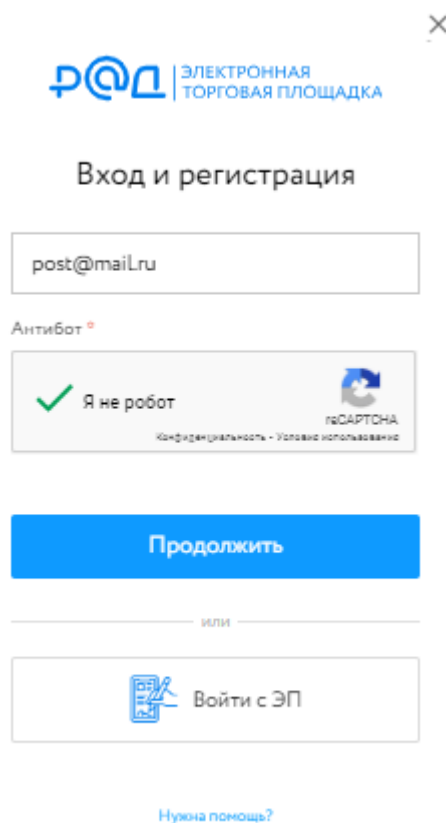 РАД
ЭЛЕКТРОННАЯ
ТОРГОВАЯ ПЛОЩАДКА
Вход и регистрация
post@mail.ru
Антибот *
Я не робот
reCAPTCHA
Конфиденциальность - Условия использования
Продолжить
или
Войти с ЭП
Нужна помощь?